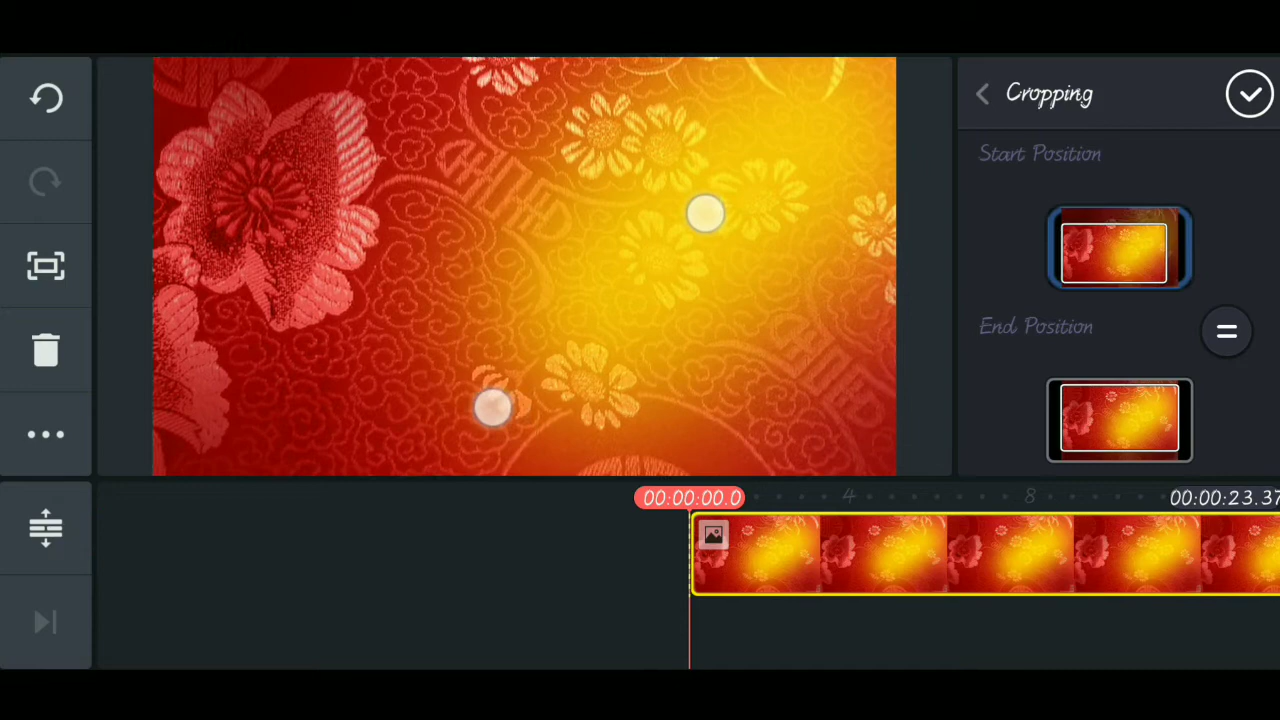 Cropping
Start Position
End Position
00:00:00.0
4
8
00:00:23.37